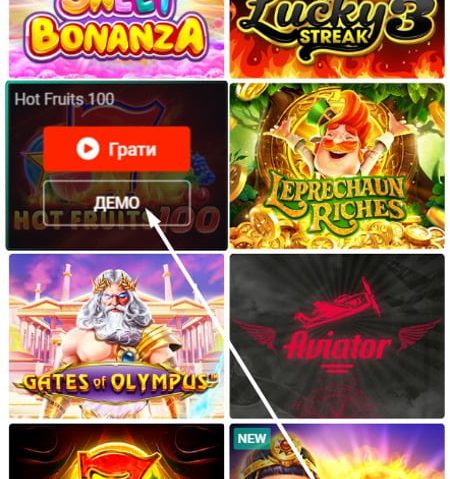 SWEET
BONANZA
Lucky 3
STREAK
Hot Fruits 100
Грати
ДЕМО
HOT FRUITS 100
LEPRECHAUN
RICHES
GATES of OLYMPUS
Aviator
NEW